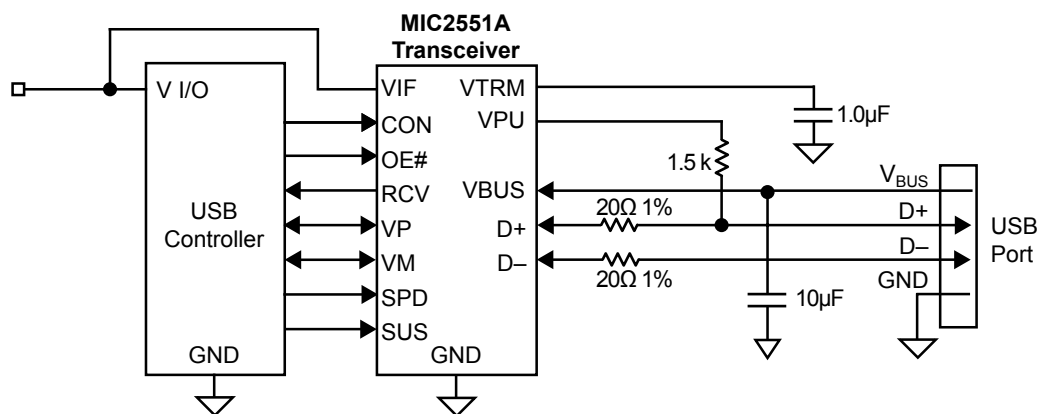 MIC2551A
Transceiver
V I/O
USB
Controller
GND
VIF
CON
OE#
RCV
VP
VM
SPD
SUS
GND
VTRM
VPU
VBUS
D+
D–
1.0µF
1.5 k
20Ω 1%
20Ω 1%
10µF
VBUS
D+
D–
GND
USB
Port